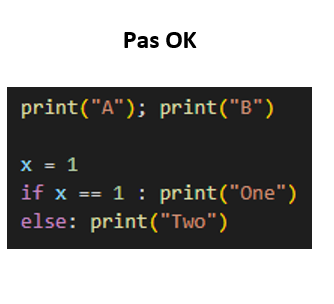 Pas OK
print("A"); print("B")
x = 1
if x == 1 : print("One")
else: print("Two")